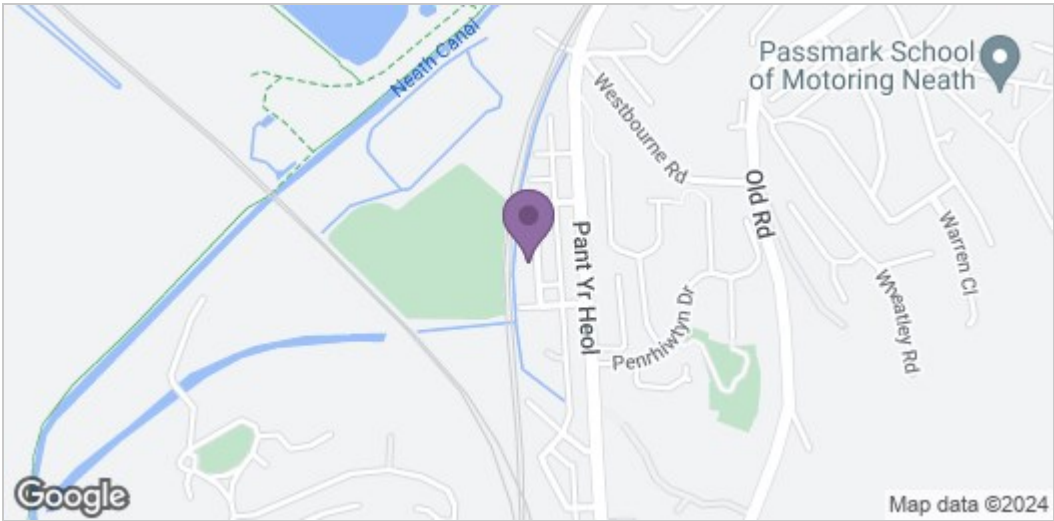 Neath Canal
Passmark School
of Motoring Neath
Westbourne Rd
Old Rd
Pant Yr Heol
Warren Cl
Wheatley Rd
Penrhiwtyn Dr
Google
Map data ©2024